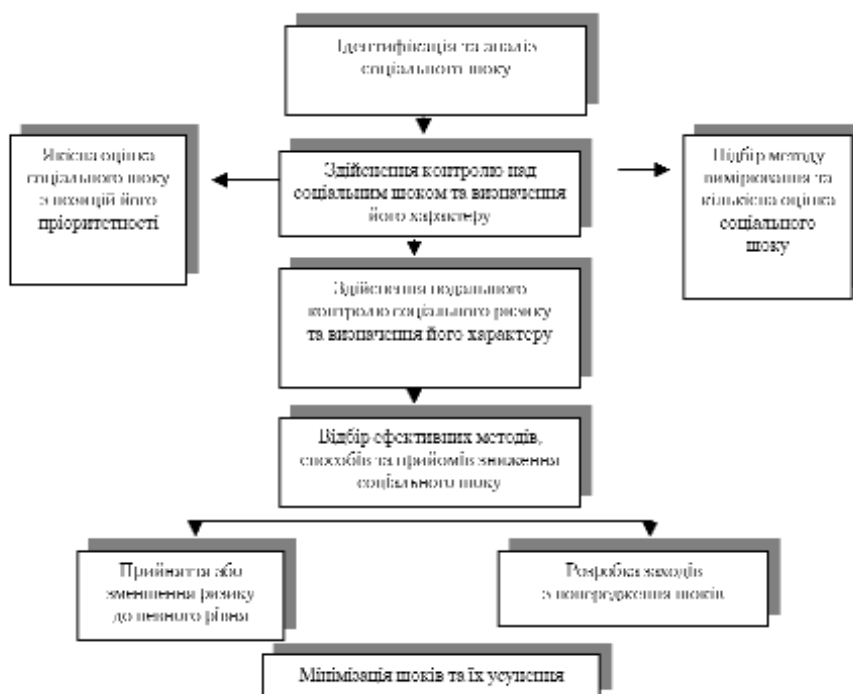 Ідентифікація та аналіз
соціального шоку
Якісна оцінка
соціального шоку
з позицій його
пріоритетності
Здійснення контролю над
соціальним шоком та визначення
його характеру
Підбір методу
вимірювання та
кількісна оцінка
соціального
шоку
Здійснення подального
контролю соціального ризику
та визначення його характеру
Відбір ефективних методів,
способів та прийомів зниження
соціального шоку
Прийняття або
зменшення ризику
до певного рівня
Розробка заходів
з попередження шоків
Мінімізація шоків та їх усунення